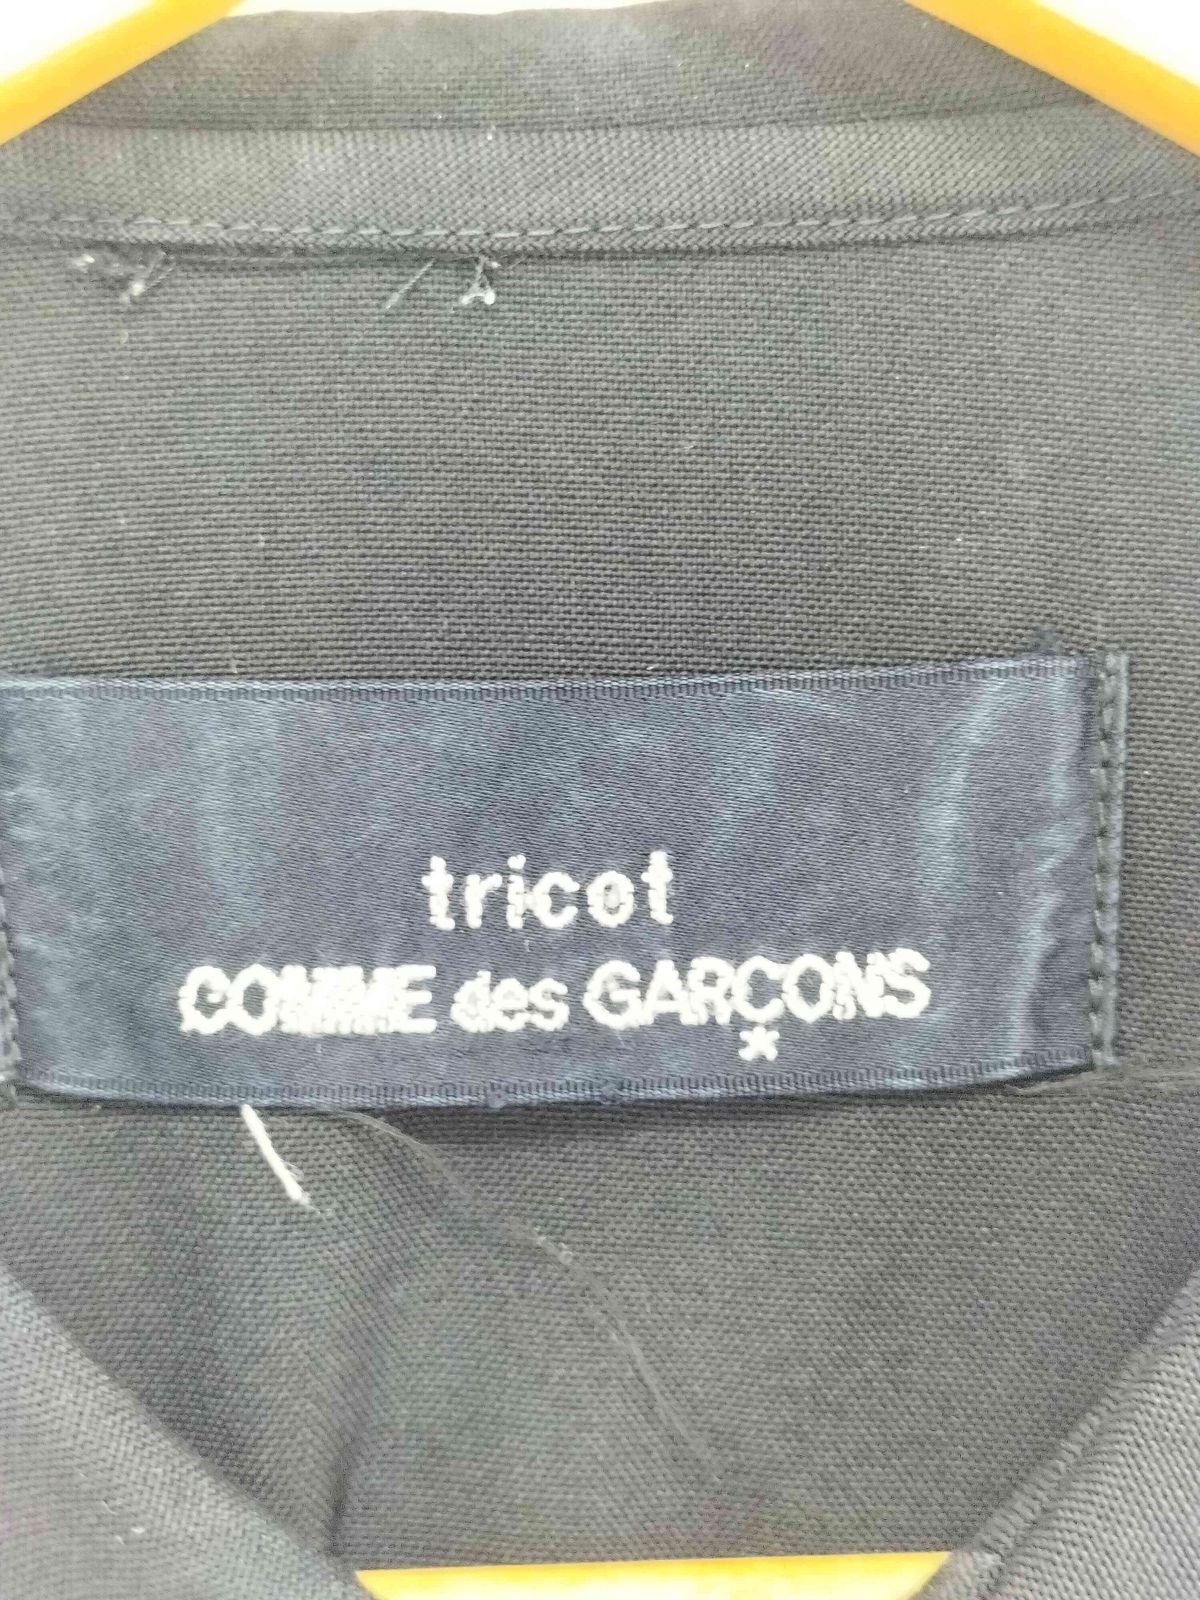 tricot
COMME des GARÇONS
*